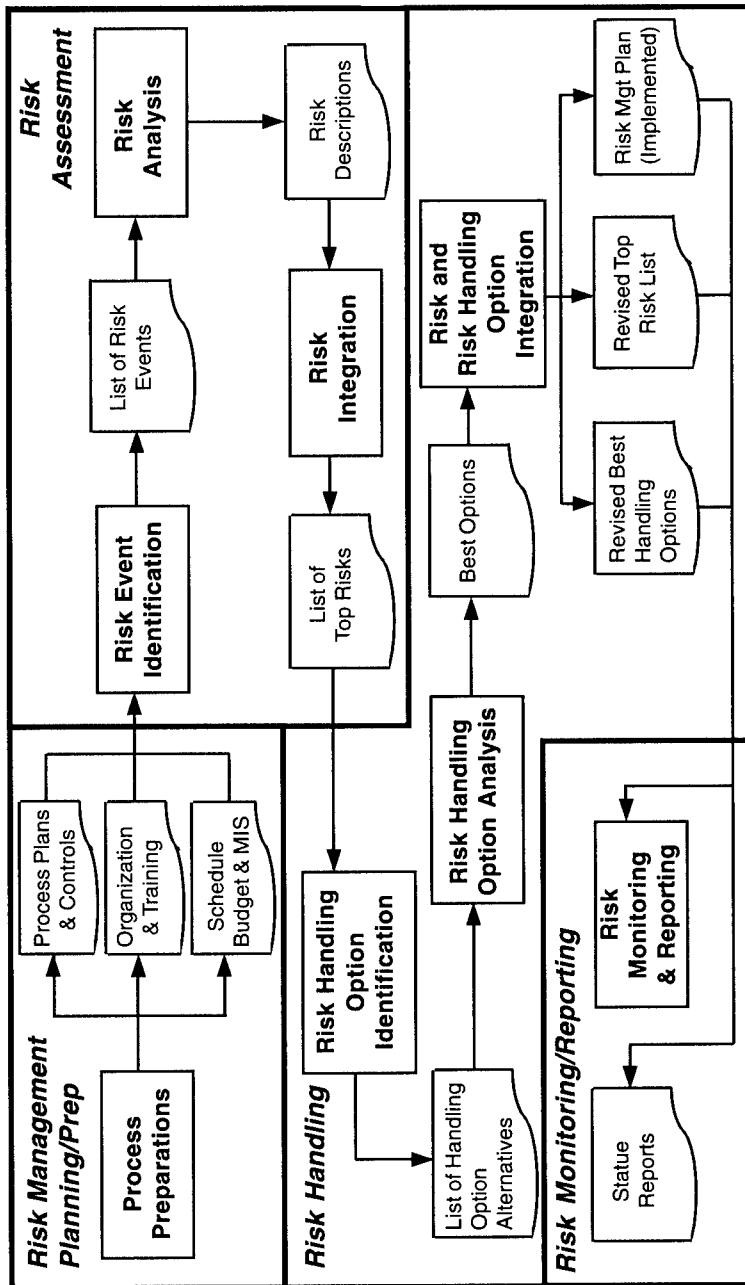 Risk Management
Planning/Prep
Process
Preparations
Process Plans
& Controls
Organization
& Training
Schedule
Budget & MIS
Risk
Assessment
Risk Event
Identification
List of Risk
Events
Risk
Analysis
Risk
Descriptions
Risk
Integration
List of
Top Risks
Risk Handling
Risk Handling
Option
Identification
List of Handling
Option
Alternatives
Risk Handling
Option Analysis
Best Options
Risk and
Risk Handling
Option
Integration
Revised Best
Handling
Options
Revised Top
Risk List
Risk Mgt Plan
(Implemented)
Risk Monitoring/Reporting
Risk
Monitoring
& Reporting
Statue
Reports